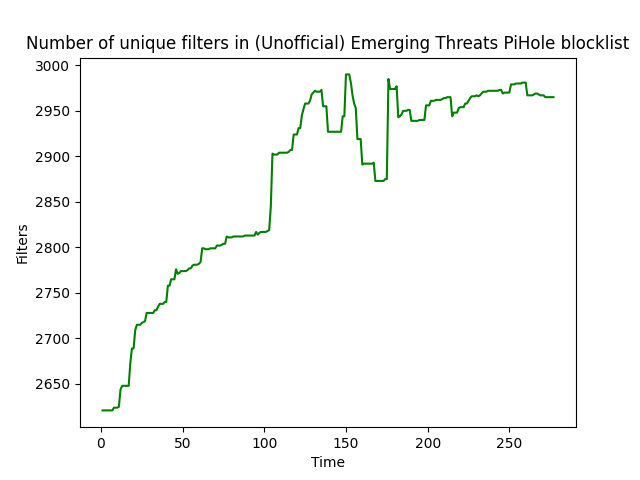 Number of unique filters in (Unofficial) Emerging Threats PiHole blocklist
3000
2950
2900
2850
2800
2750
2700
2650
Filters
0 50 100 150 200 250
Time